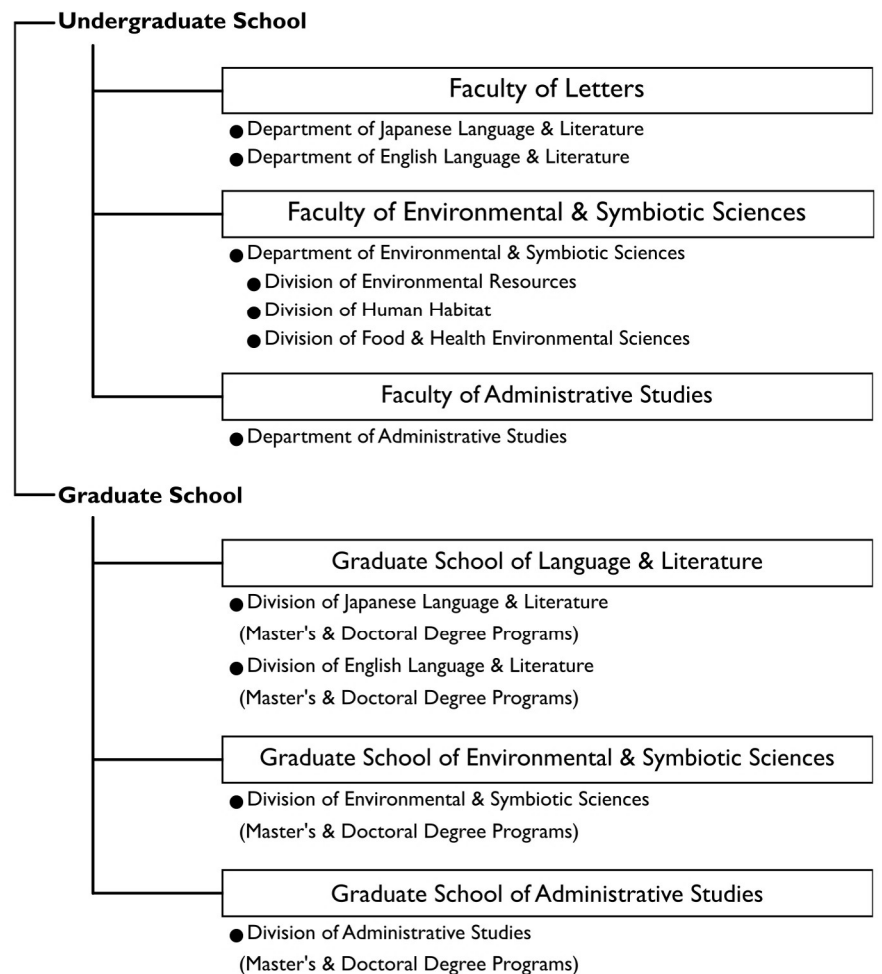 Undergraduate School
Faculty of Letters
● Department of Japanese Language & Literature
● Department of English Language & Literature
Faculty of Environmental & Symbiotic Sciences
● Department of Environmental & Symbiotic Sciences
● Division of Environmental Resources
● Division of Human Habitat
● Division of Food & Health Environmental Sciences
Faculty of Administrative Studies
● Department of Administrative Studies
Graduate School
Graduate School of Language & Literature
● Division of Japanese Language & Literature
(Master's & Doctoral Degree Programs)
● Division of English Language & Literature
(Master's & Doctoral Degree Programs)
Graduate School of Environmental & Symbiotic Sciences
● Division of Environmental & Symbiotic Sciences
(Master's & Doctoral Degree Programs)
Graduate School of Administrative Studies
● Division of Administrative Studies
(Master's & Doctoral Degree Programs)